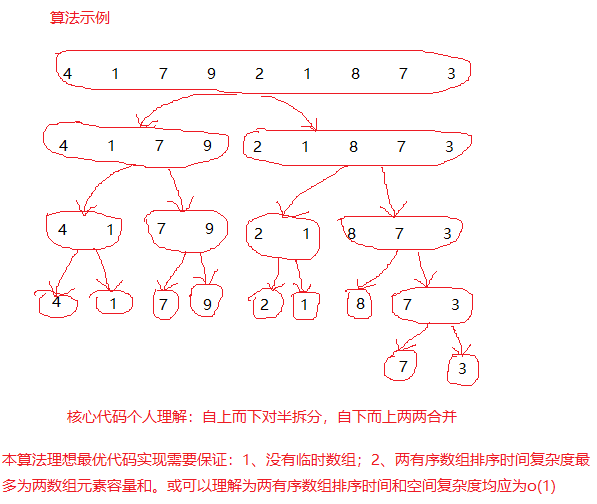 算法示例
4 1 7 9 2 1 8 7 3
4 1 7 9 2 1 8 7 3
4 1 7 9 2 1 8 7 3
4 1 7 9 2 1 8 7 3
7 3
核心代码个人理解：自上而下对半拆分，自下而上两两合并
本算法理想最优代码实现需要保证：1、没有临时数组；2、两有序数组排序时间复杂度最
多为两数组元素容量和。或可以理解为两有序数组排序时间和空间复杂度均应为o(1)